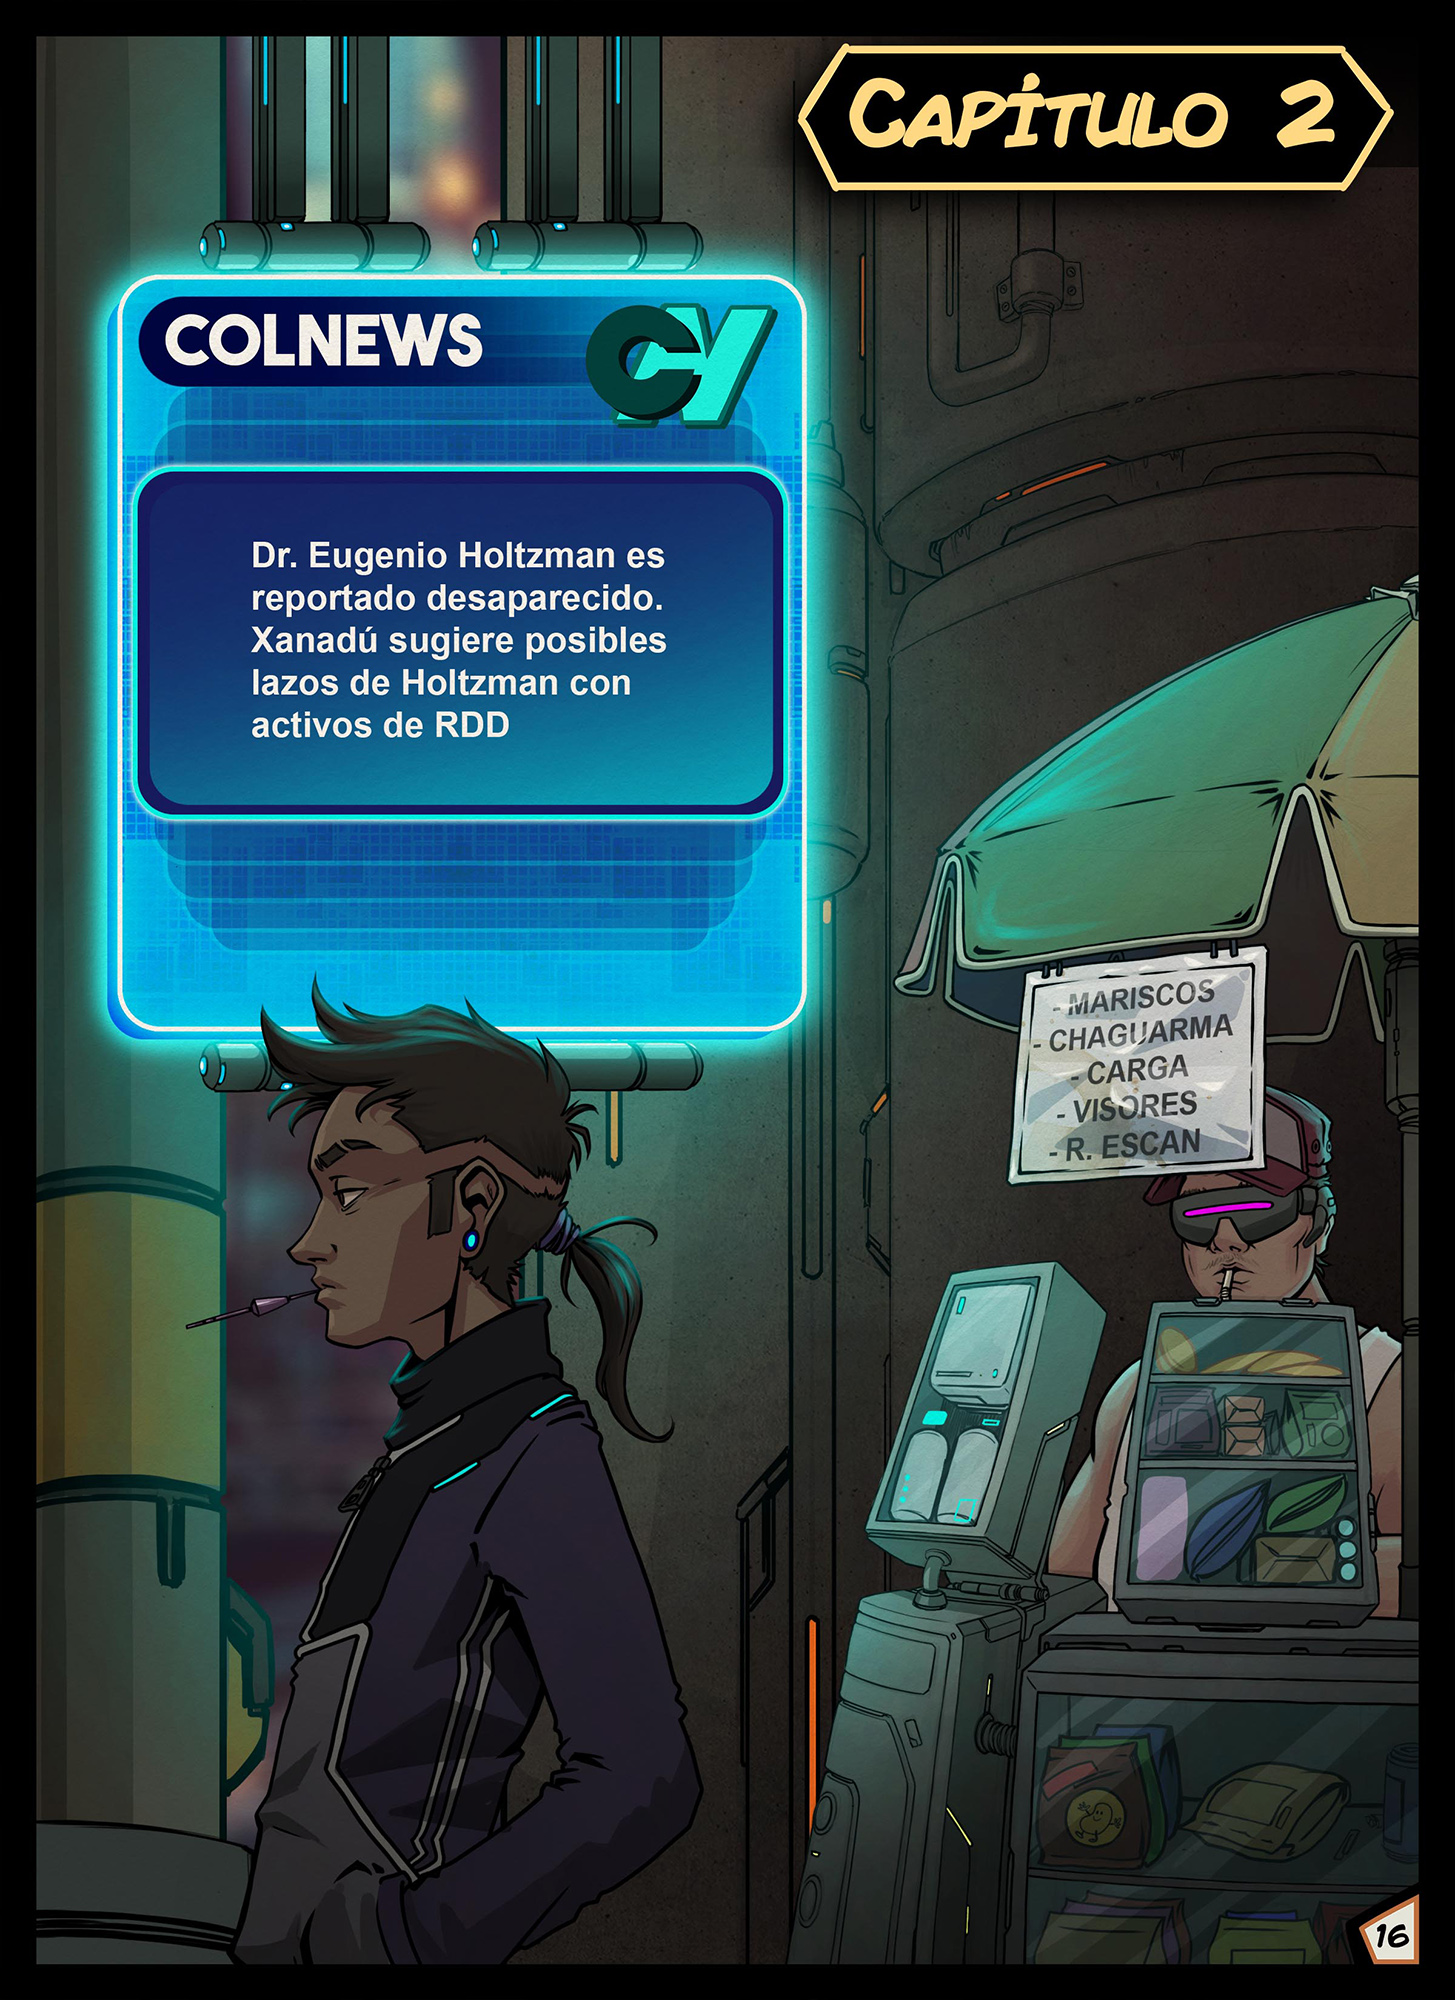 CAPÍTULO 2
COLNEWS
CN
Dr. Eugenio Holtzman es
reportado desaparecido.
Xanadú sugiere posibles
lazos de Holtzman con
activos de RDD
- MARISCOS
- CHAGUARMA
- CARGA
- VISORES
- R. ESCAN
16